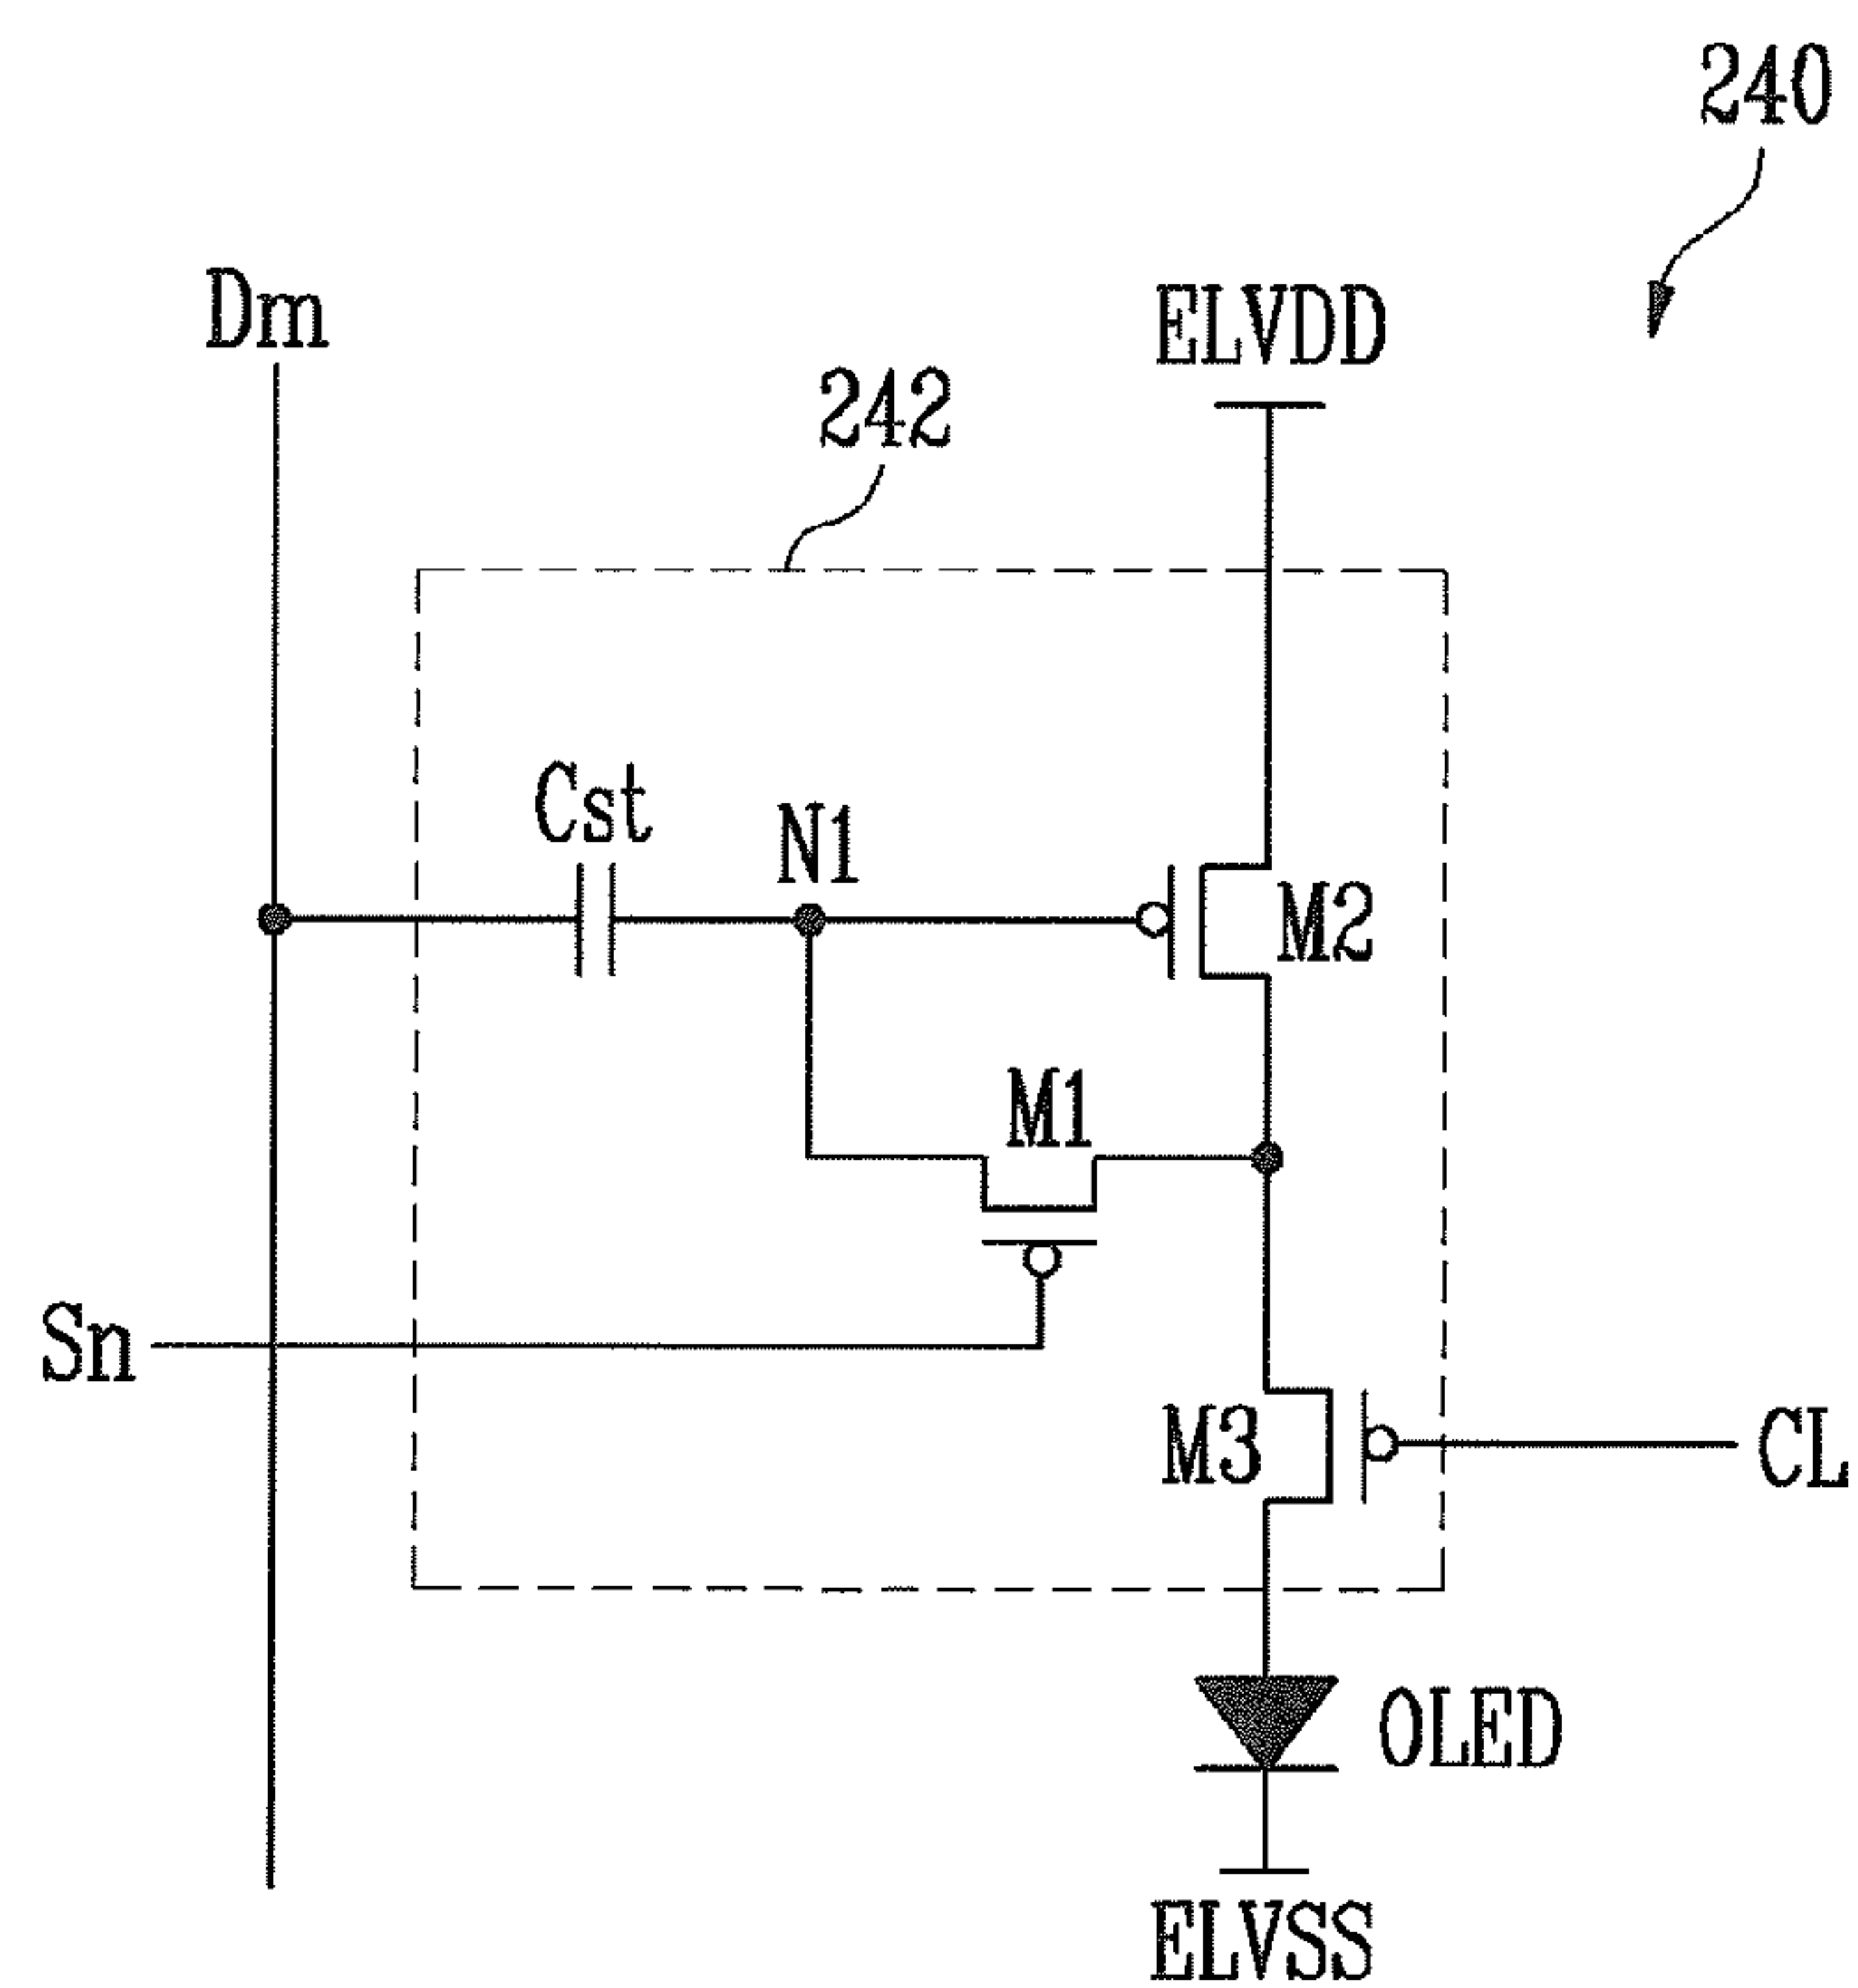 240
Dm
ELVDD
242
Cst
N1
M2
M1
Sn
M3
CL
OLED
ELVSS